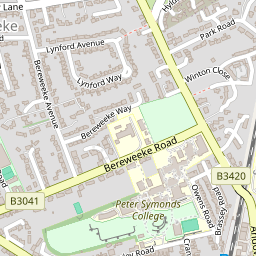 Lane
Lynford Avenue
Park Road
eke
Lynford Way
Winton Close
Bereweeke Avenue
Bereweeke Way
Bereweeke Road
B3420
B3041
Peter Symonds
College
Owens Road
Brassey Road